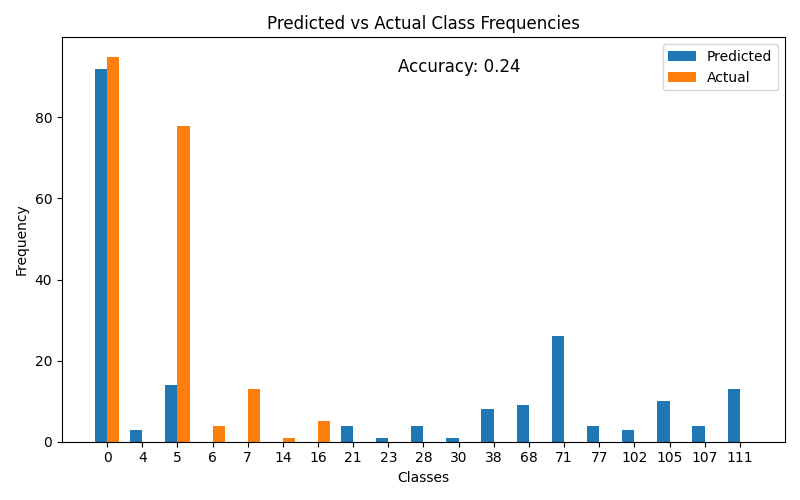 Predicted vs Actual Class Frequencies
Accuracy: 0.24
Predicted
Actual
Frequency
80
60
40
20
0
0 4 5 6 7 14 16 21 23 28 30 38 68 71 77 102 105 107 111
Classes